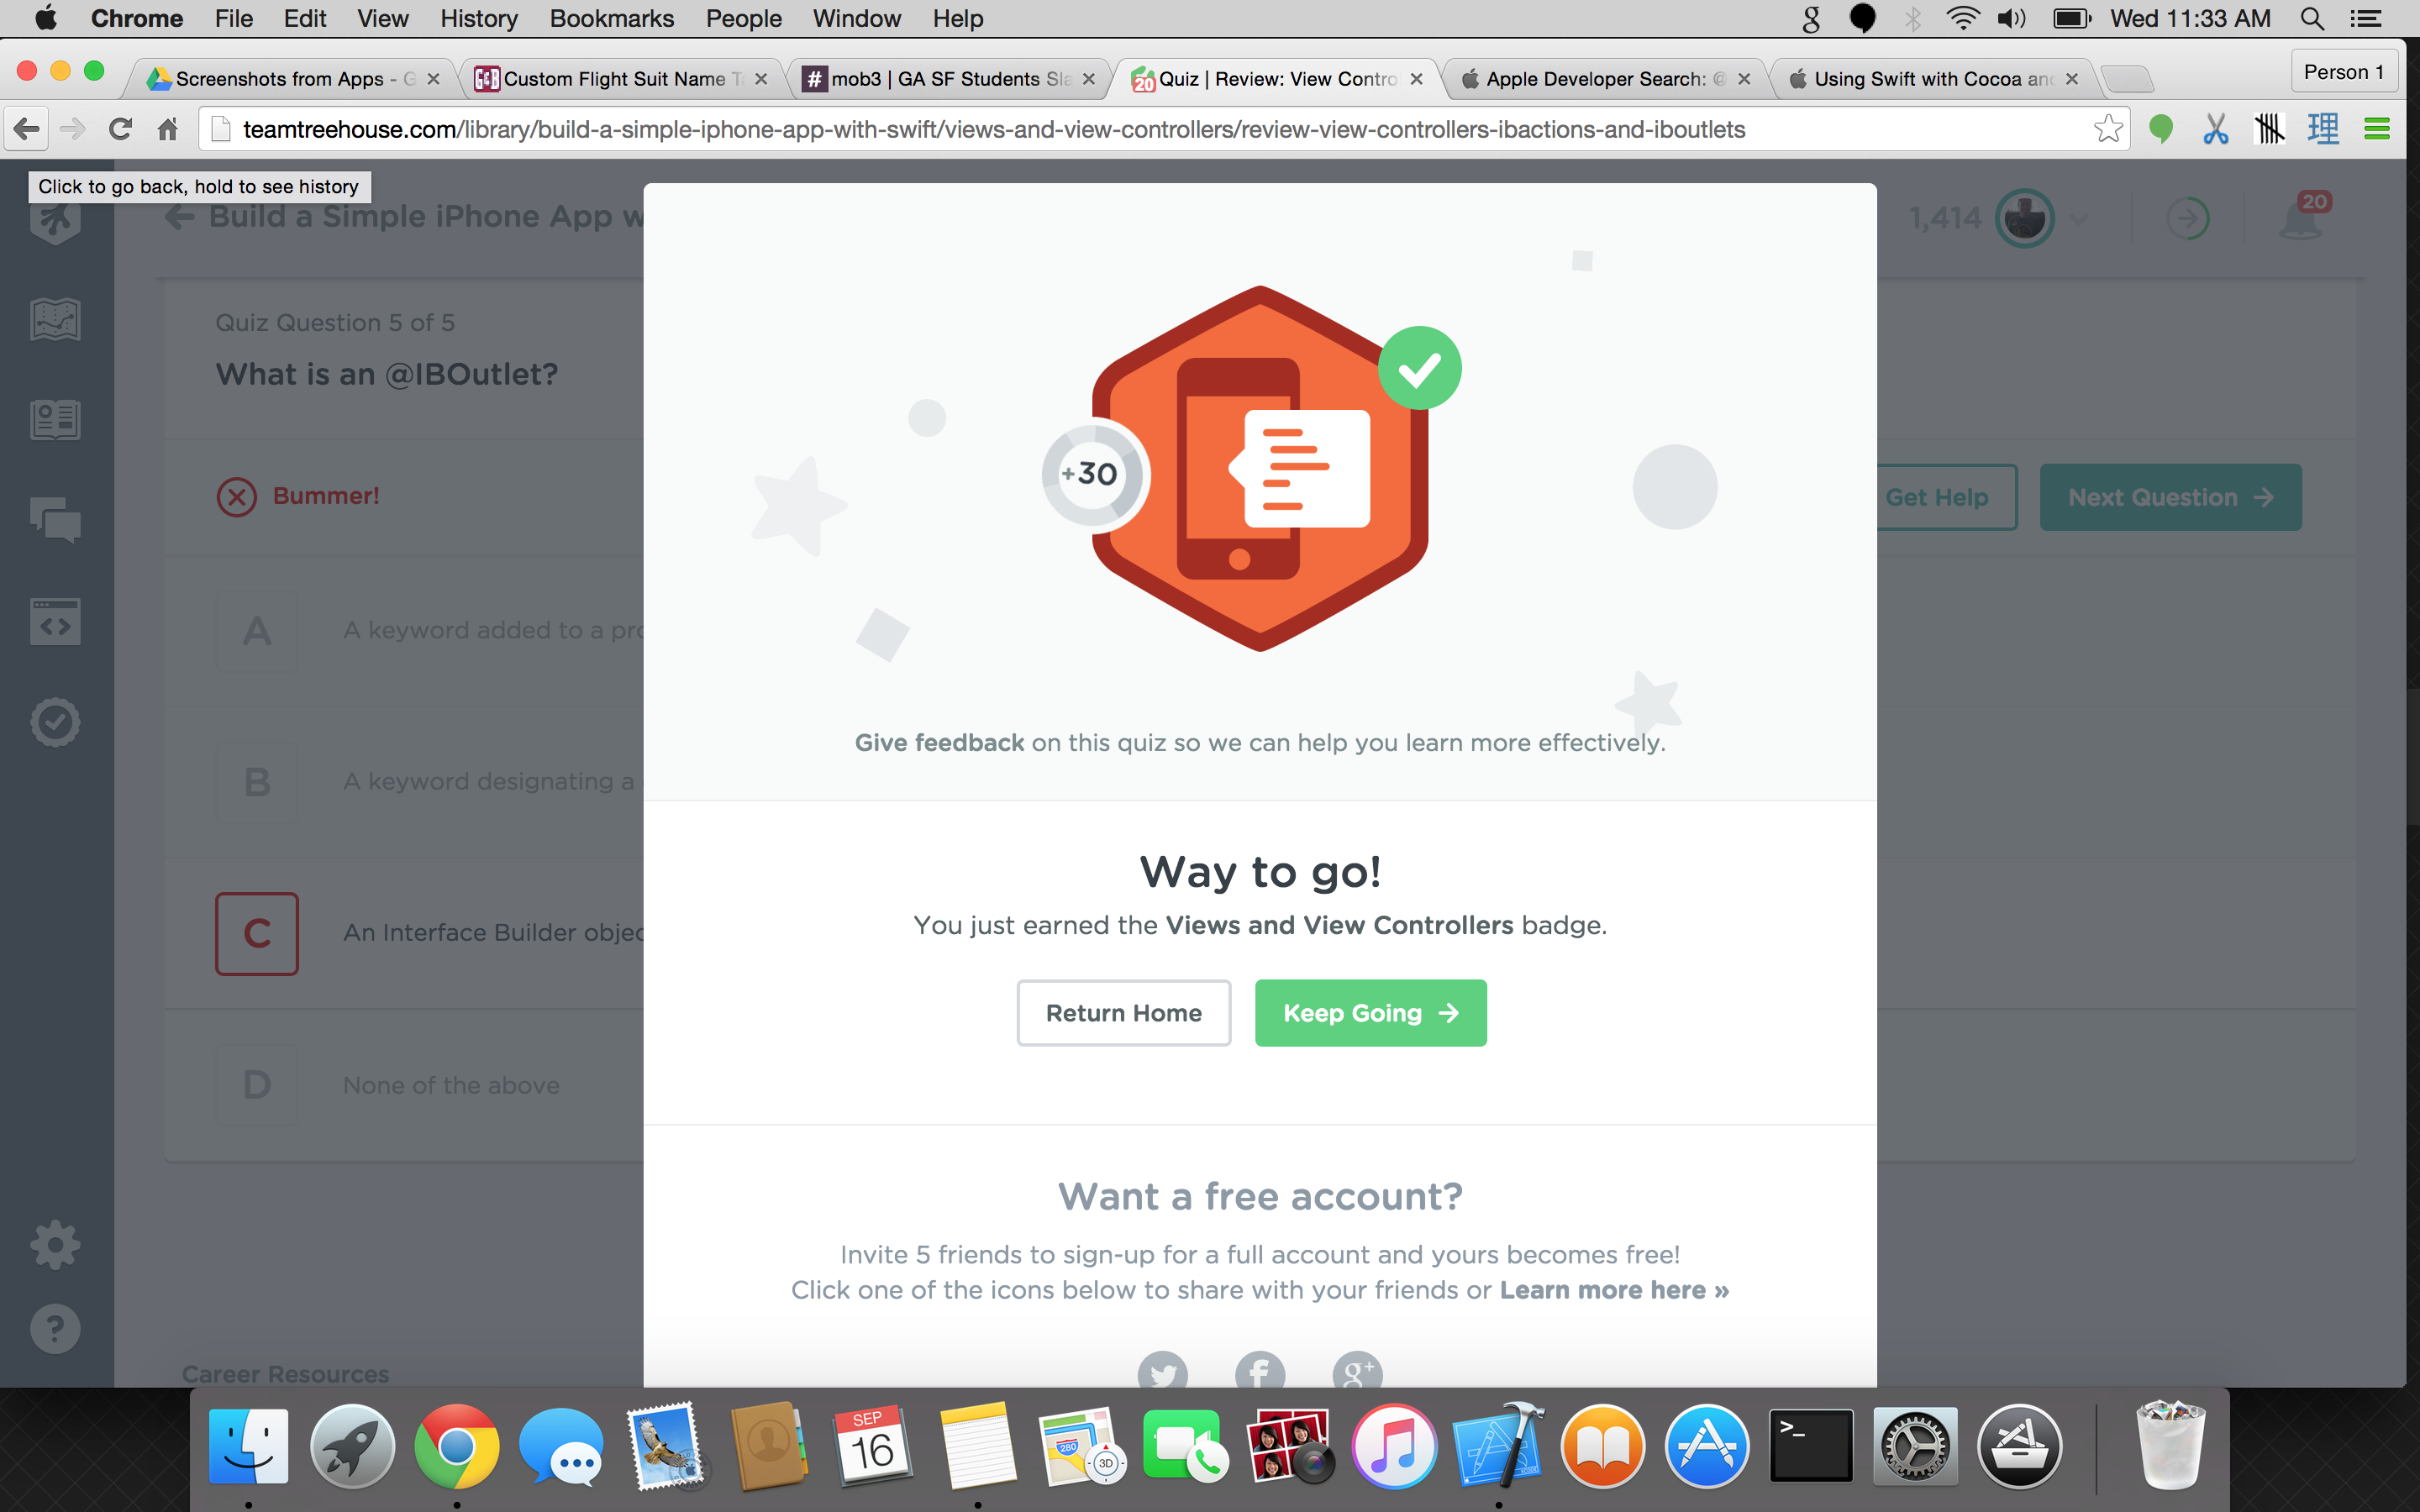 Chrome File Edit View History Bookmarks People Window Help Wed 11:33 AM
Screenshots from Apps - G Custom Flight Suit Name T mob3 | GA SF Students Sla Quiz | Review: View Contro Apple Developer Search: @ Using Swift with Cocoa and Person 1
teamtreehouse.com/library/build-a-simple-iphone-app-with-swift/views-and-view-controllers/review-view-controllers-ibactions-and-iboutlets
Click to go back, hold to see history
Build a Simple iPhone App w
1,414
20
Quiz Question 5 of 5
What is an @IBOutlet?
Bummer!
Get Help
Next Question
A A keyword added to a pro
B A keyword designating a
C An Interface Builder objec
D None of the above
Career Resources
+30
Give feedback on this quiz so we can help you learn more effectively.
Way to go!
You just earned the Views and View Controllers badge.
Return Home
Keep Going
Want a free account?
Invite 5 friends to sign-up for a full account and yours becomes free!
Click one of the icons below to share with your friends or Learn more here »
SEP
16
280
3D